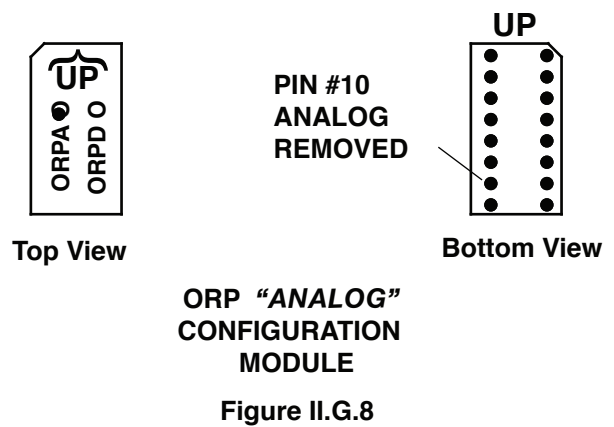 UP
ORPA
ORPD
Top View
PIN #10
ANALOG
REMOVED
UP
Bottom View
ORP “ANALOG”
CONFIGURATION
MODULE
Figure II.G.8